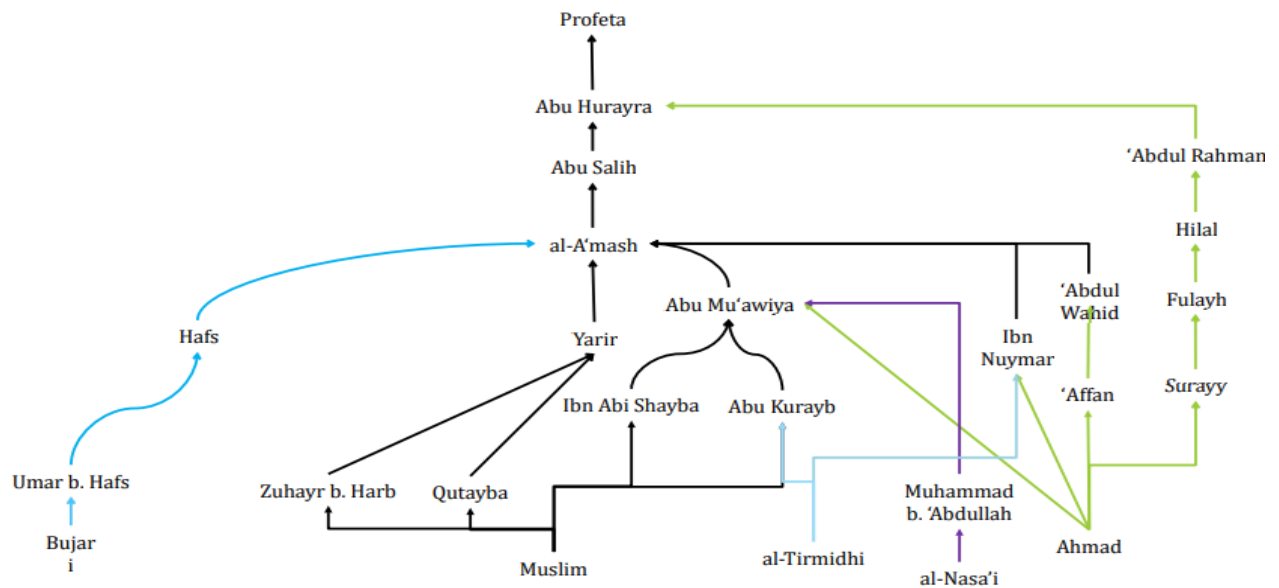 Profeta
Abu Hurayra
‘Abdul Rahman
Abu Salih
Hilal
al-A‘mash
‘Abdul
Wahid
Fulayh
Abu Mu‘awiya
Hafs
Yarir
Ibn
Nuymar
Surayy
‘Affan
Ibn Abi Shayba
Abu Kurayb
Umar b. Hafs
Zuhayr b. Harb
Qutayba
Muhammad
b. ‘Abdullah
Bujar
i
Muslim
al-Tirmidhi
al-Nasa’i
Ahmad